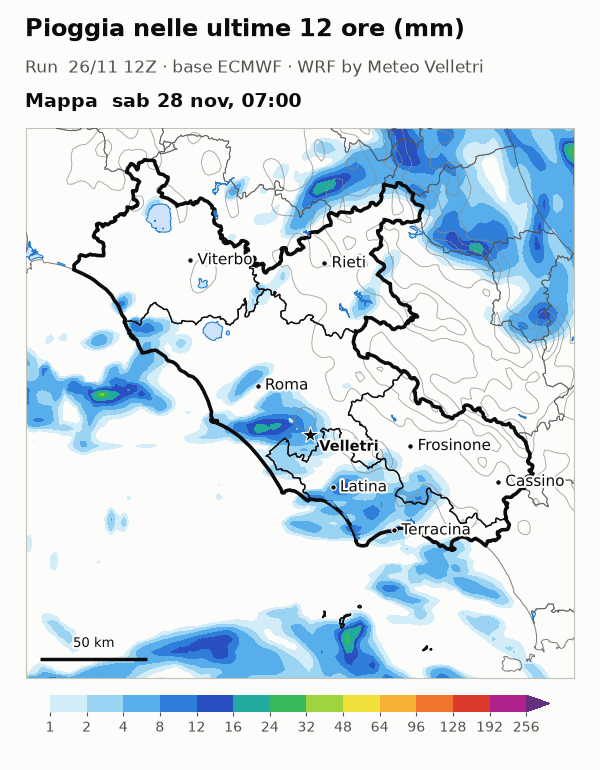 Pioggia nelle ultime 12 ore (mm)
Run 26/11 12Z · base ECMWF · WRF by Meteo Velletri
Mappa sab 28 nov, 07:00
Viterbo
Rieti
Roma
Velletri
Frosinone
Latina
Cassino
Terracina
50 km
1 2 4 8 12 16 24 32 48 64 96 128 192 256